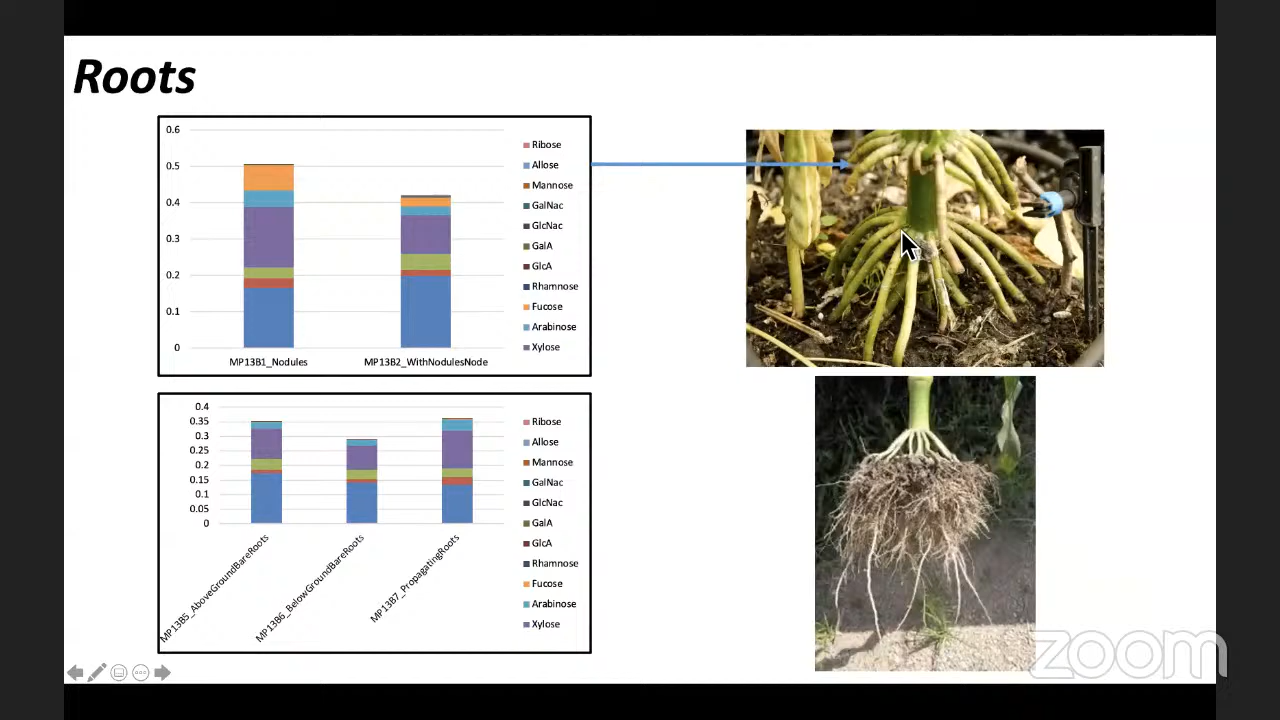 Roots
0.6
0.5
0.4
0.3
0.2
0.1
0
MP13B1_Nodules
MP13B2_WithNodulesNode
Ribose
Allose
Mannose
GalNac
GlcNac
GalA
GlcA
Rhamnose
Fucose
Arabinose
Xylose
0.4
0.35
0.3
0.25
0.2
0.15
0.1
0.05
0
MP13B5_AboveGroundBareRoots
MP13B6_BelowGroundBareRoots
MP13B7_PropagatingRoots
Ribose
Allose
Mannose
GalNac
GlcNac
GalA
GlcA
Rhamnose
Fucose
Arabinose
Xylose
zoom